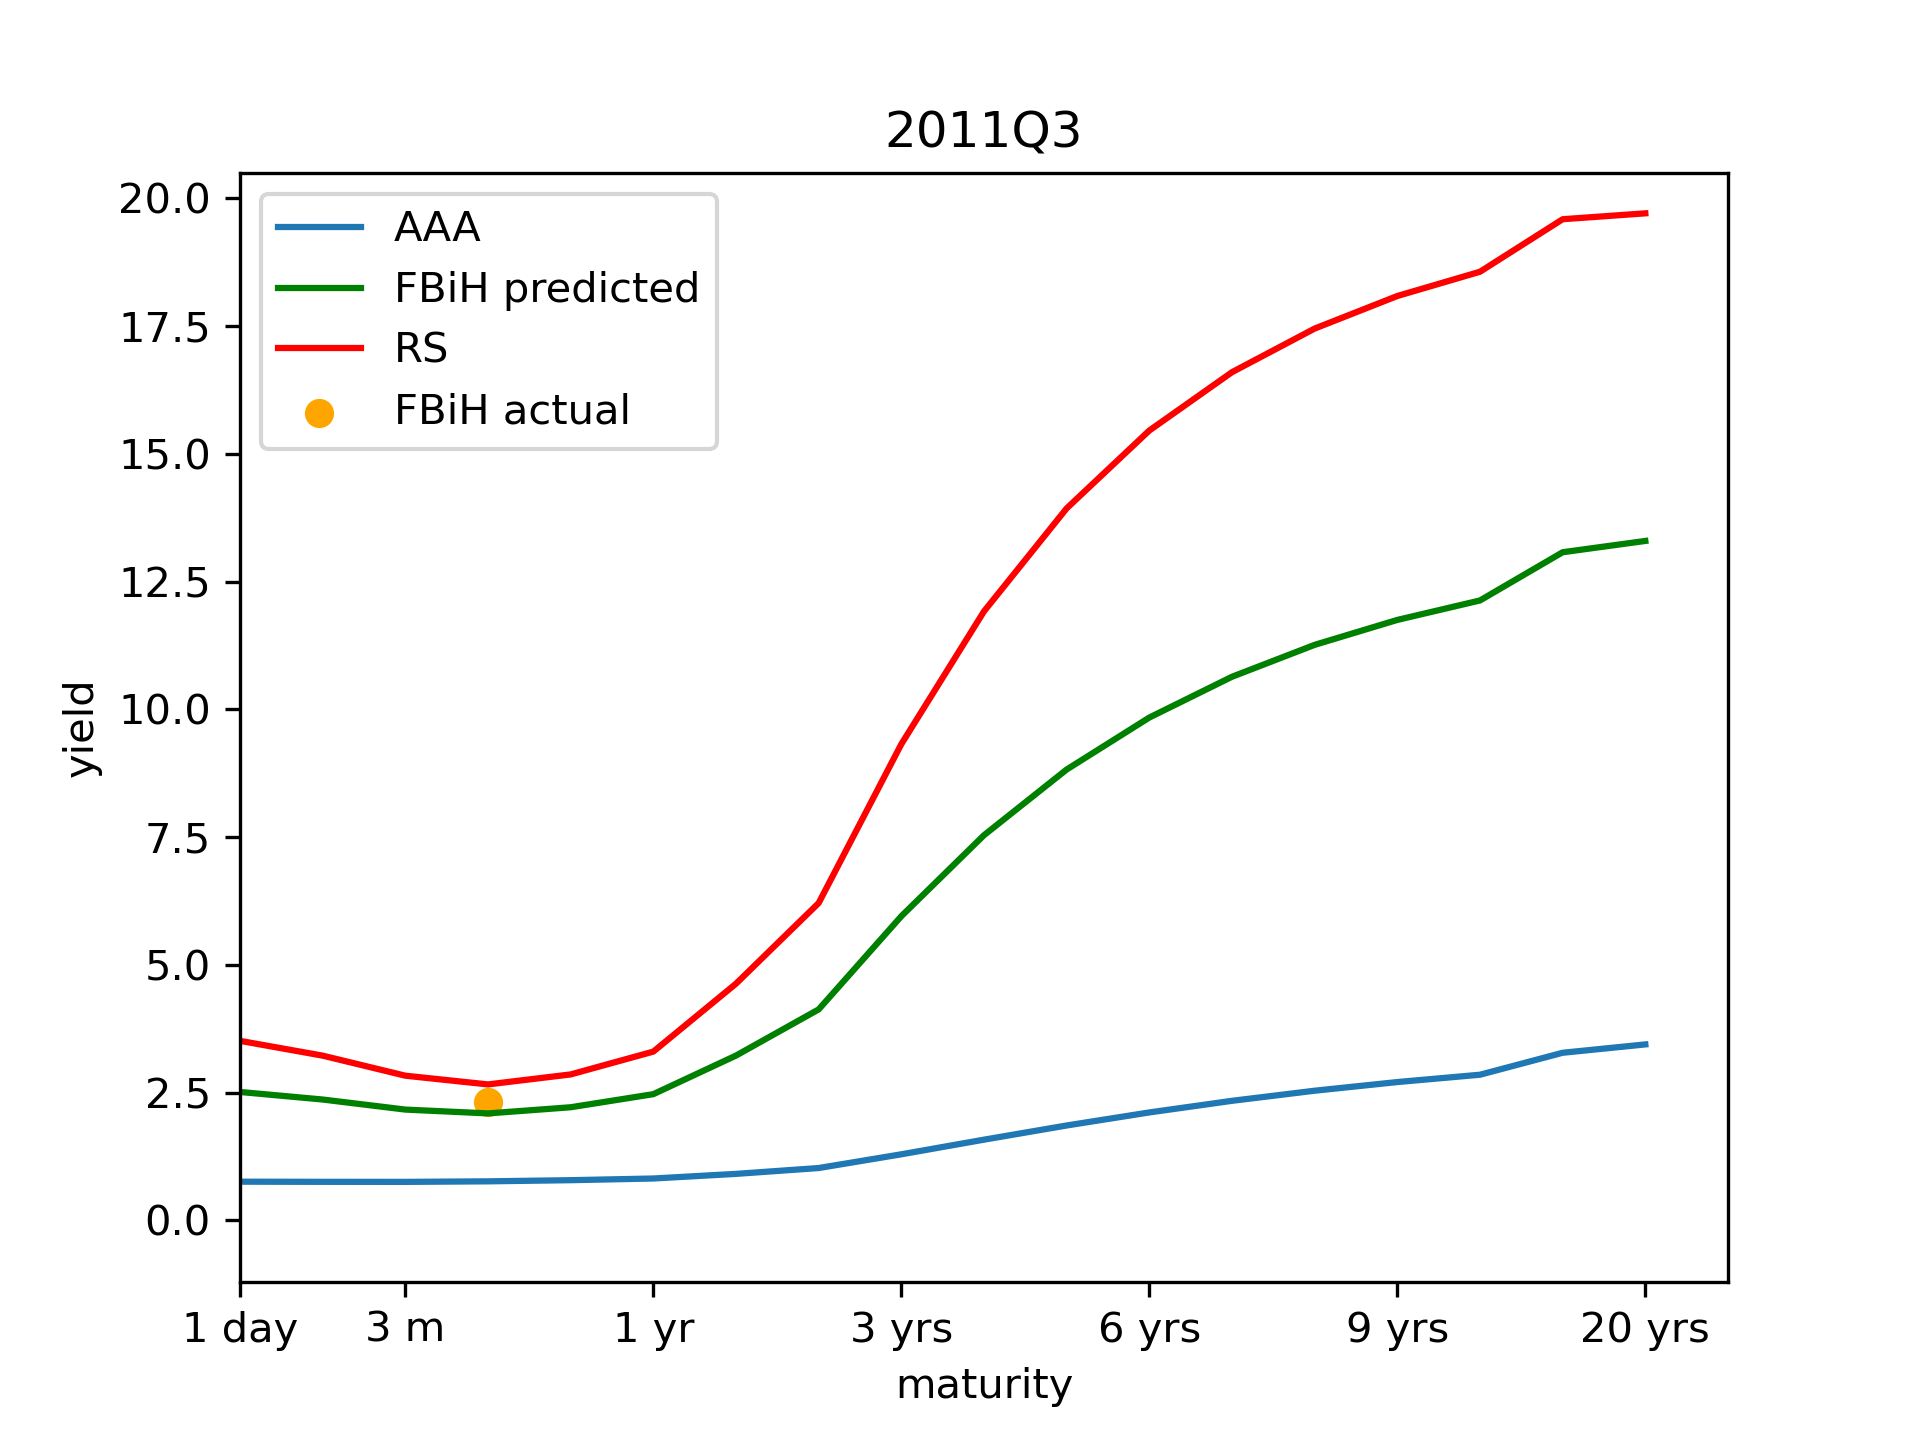 2011Q3
AAA
FBiH predicted
RS
FBiH actual
20.0
17.5
15.0
12.5
10.0
7.5
5.0
2.5
0.0
yield
1 day 3 m 1 yr 3 yrs 6 yrs 9 yrs 20 yrs
maturity